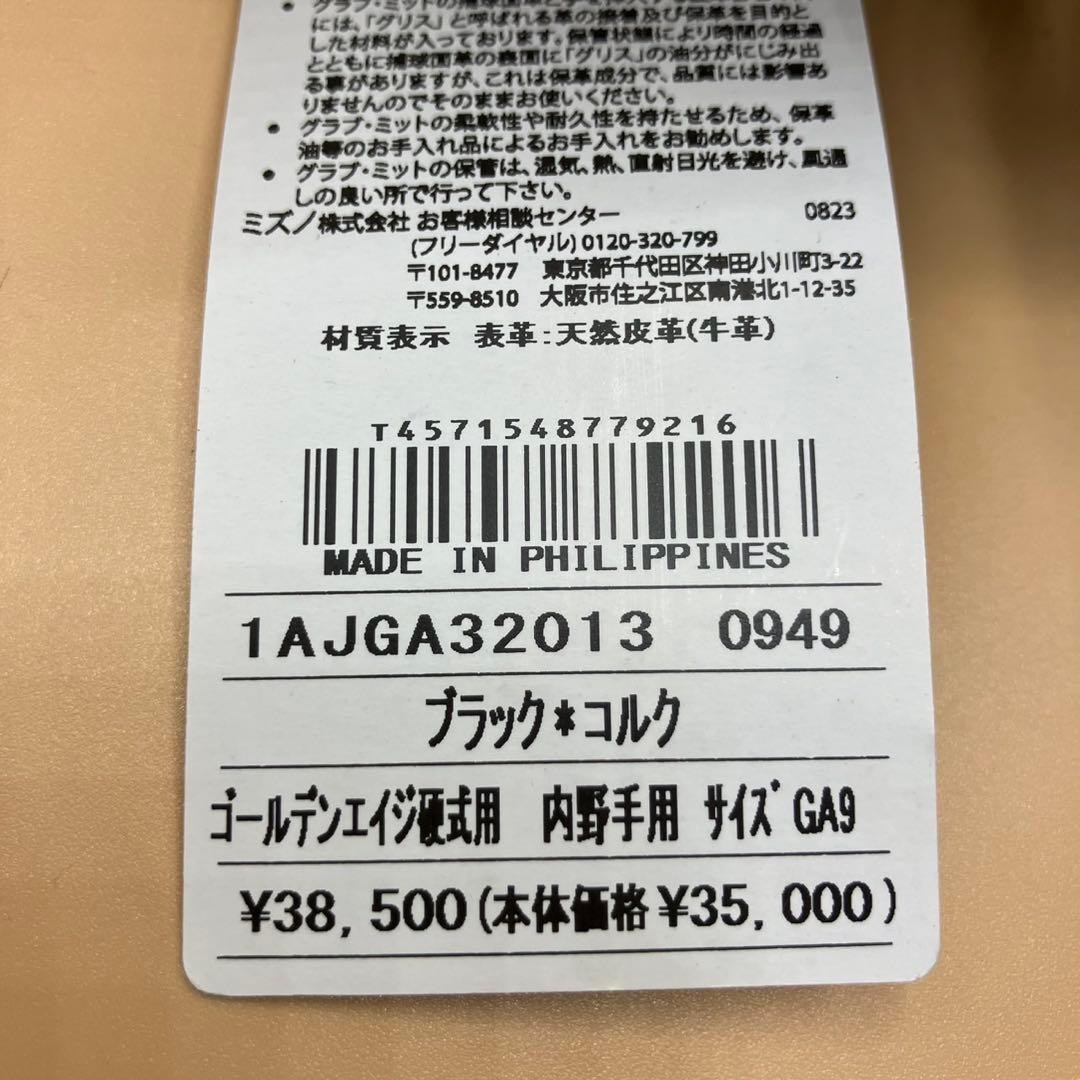 には、「グリス」と呼ばれる革の接着及び保革を目的と
した材料が入っております。保管状態により時間の経過
とともに捕球面革の表面に「グリス」の油分がにじみ出
る事がありますが、これは保革成分で、品質には影響あ
りませんのでそのままお使いください。
● グラブ・ミットの柔軟性や耐久性を持たせるため、保革
油等のお手入れ品によるお手入れをお勧めします。
● グラブ・ミットの保管は、湿気、熱、直射日光を避け、風通
しの良い所で行って下さい。
ミズノ株式会社 お客様相談センター 0823
(フリーダイヤル) 0120-320-799
〒101-8477 東京都千代田区神田小川町3-22
〒559-8510 大阪市住之江区南港北1-12-35
材質表示 表革:天然皮革(牛革)
T4571548779216
MADE IN PHILIPPINES
1AJGA32013 0949
ブラック*コルク
ゴールデンエイジ硬式用 内野手用 サイズGA9
¥38,500(本体価格¥35,000)